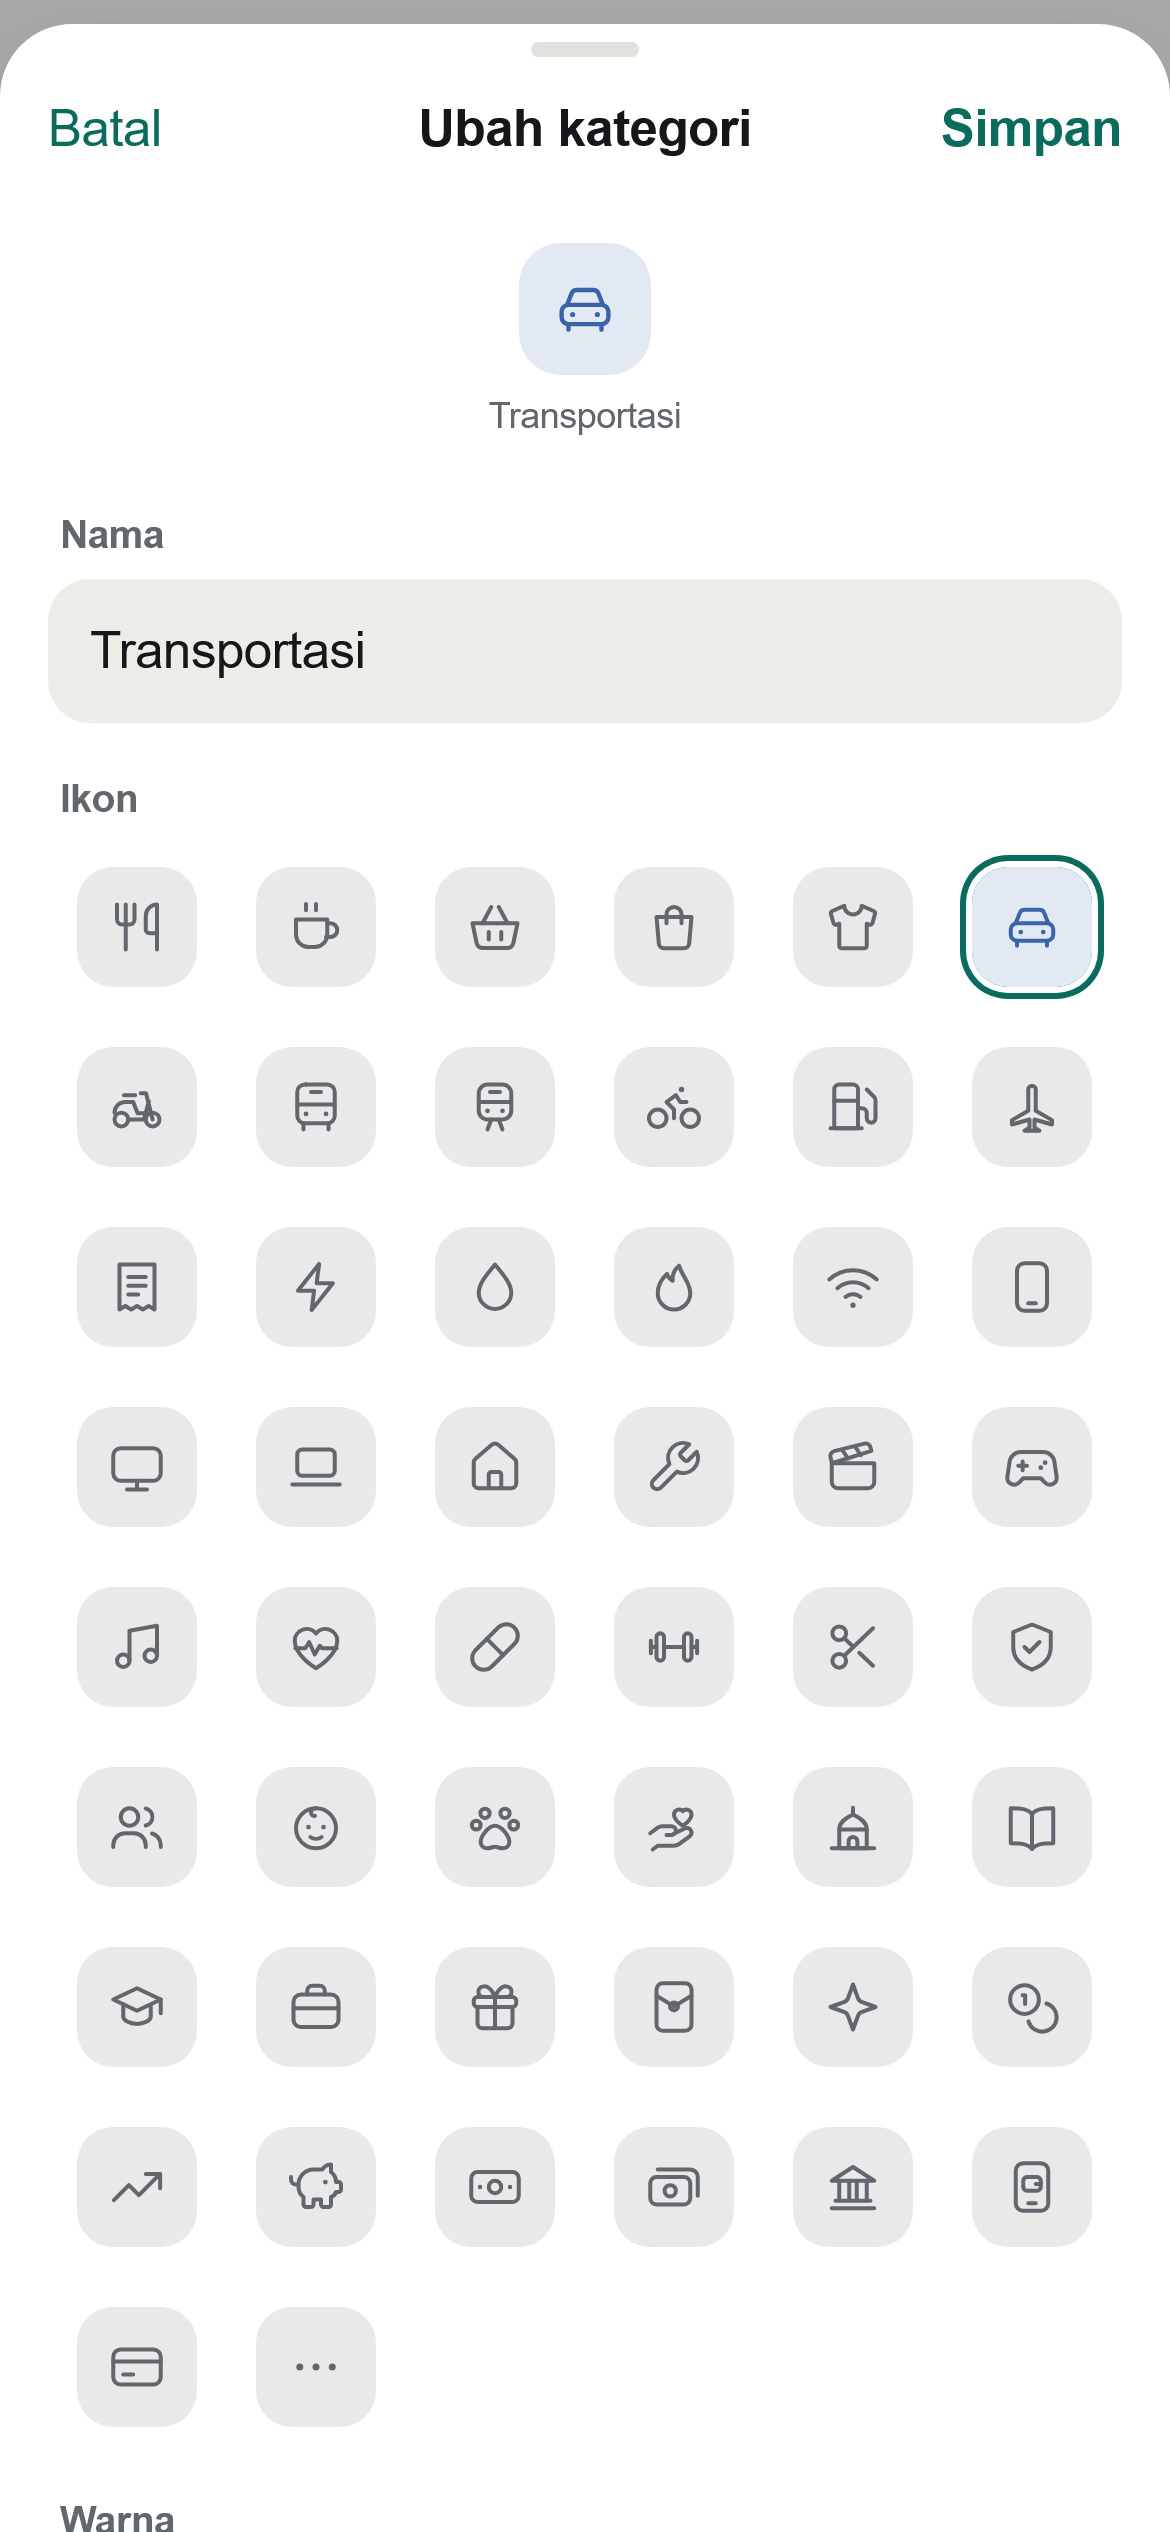 Batal
Ubah kategori
Simpan
Transportasi
Nama
Transportasi
Ikon
Warna